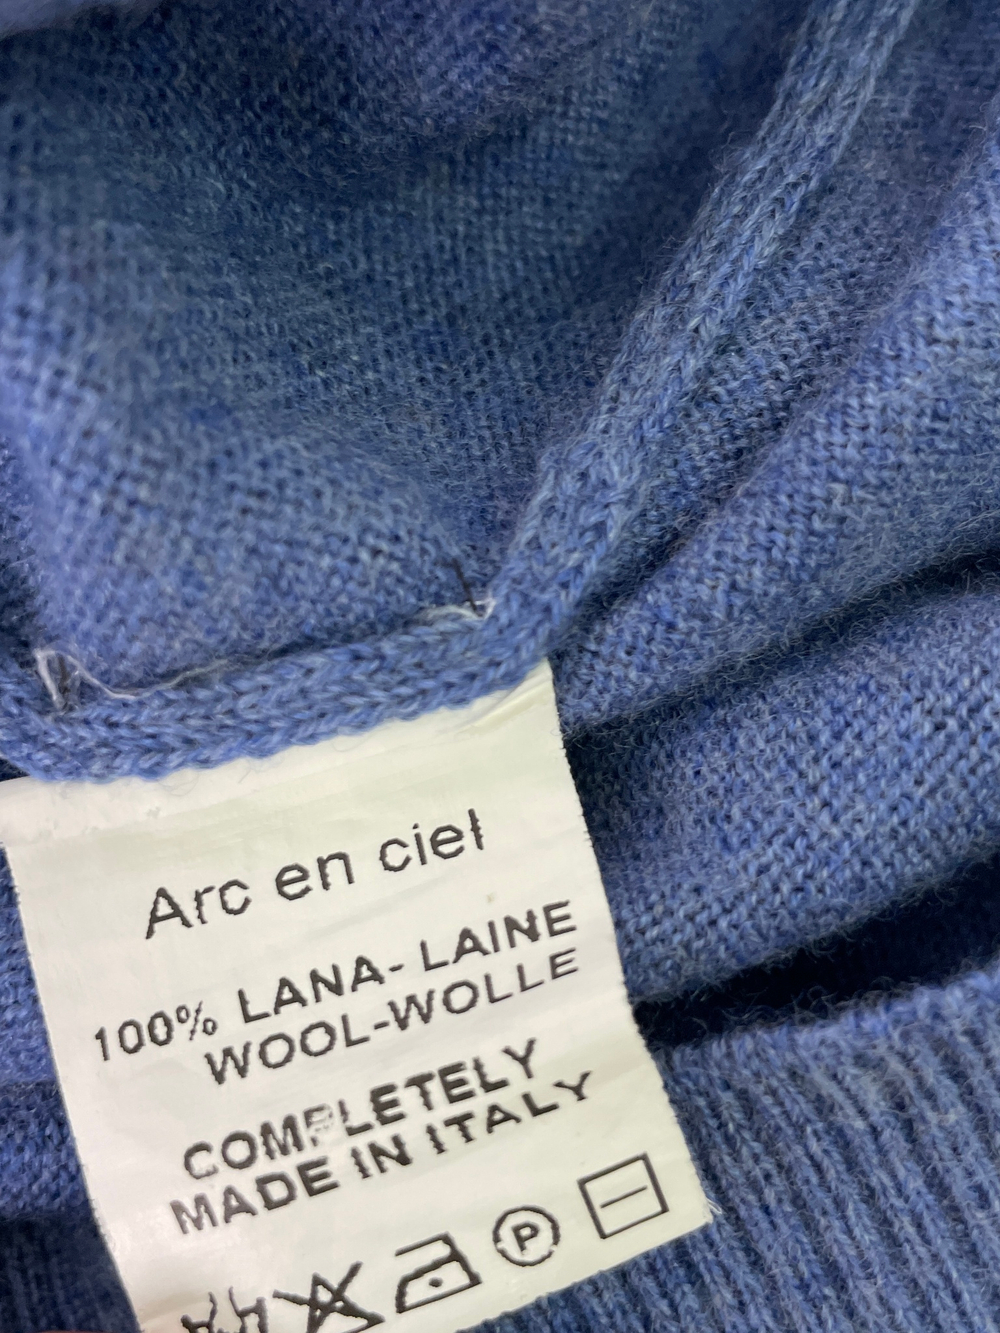 Arc en ciel
100% LANA- LAINE
WOOL-WOLLE
COMPLETELY
MADE IN ITALY
P